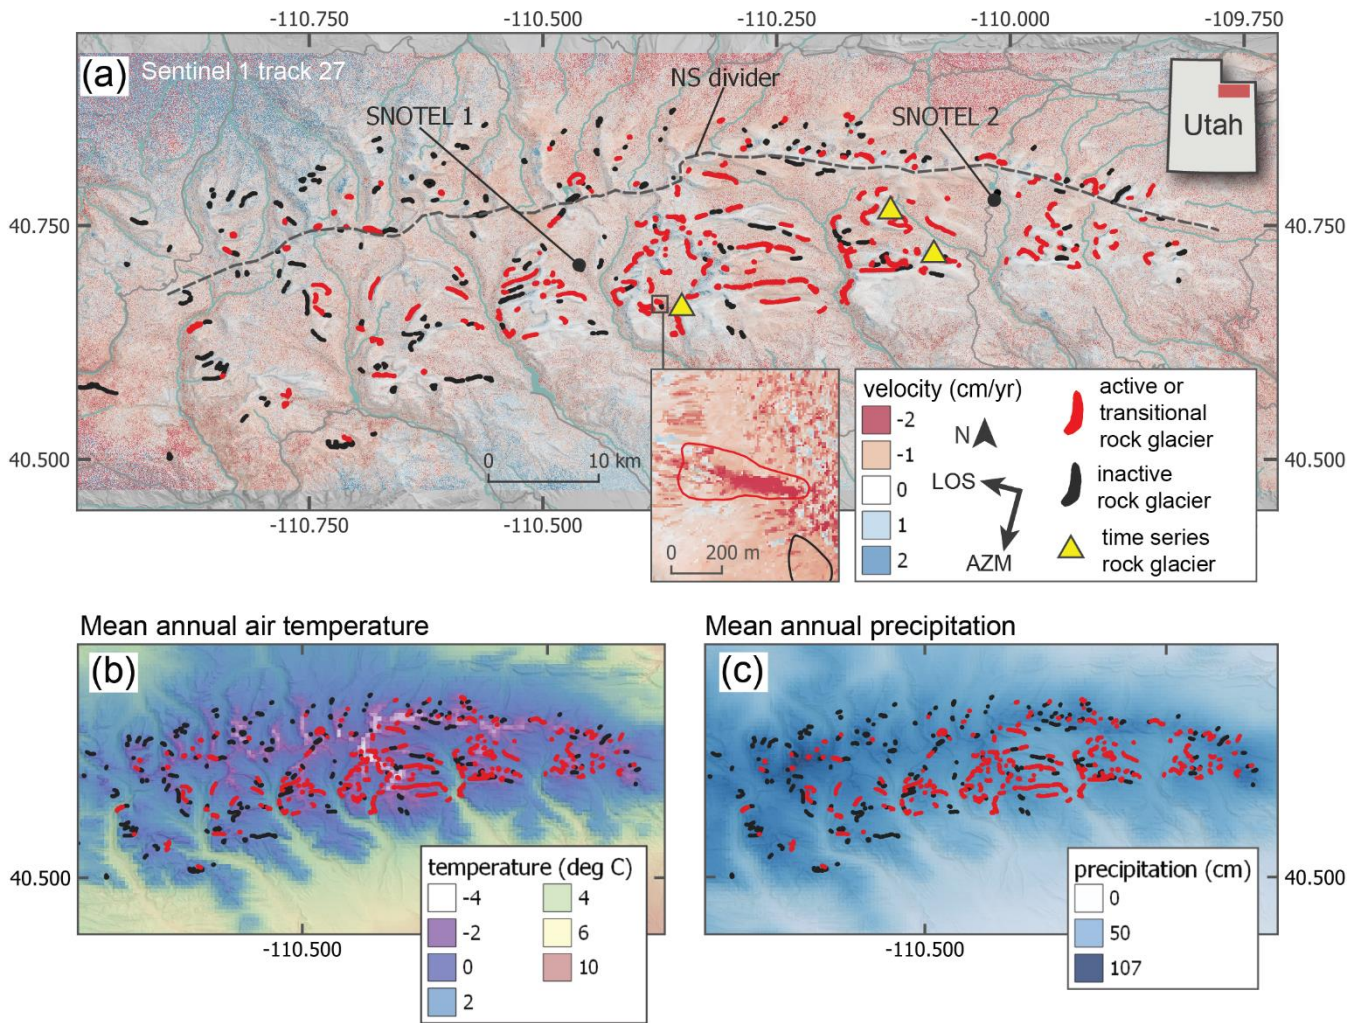 -110.750 -110.500 -110.250 -110.000 -109.750
(a) Sentinel 1 track 27
NS divider
SNOTEL 1
SNOTEL 2
Utah
40.750 40.750
40.500 40.500
0 10 km
-110.750 -110.500
0 200 m
velocity (cm/yr)
-2
-1
0
1
2
N
LOS
AZM
active or
transitional
rock glacier
inactive
rock glacier
time series
rock glacier
Mean annual air temperature
(b)
40.500
-110.500
temperature (deg C)
-4 4
-2 6
0 10
2
Mean annual precipitation
(c)
40.500
-110.500
precipitation (cm)
0
50
107